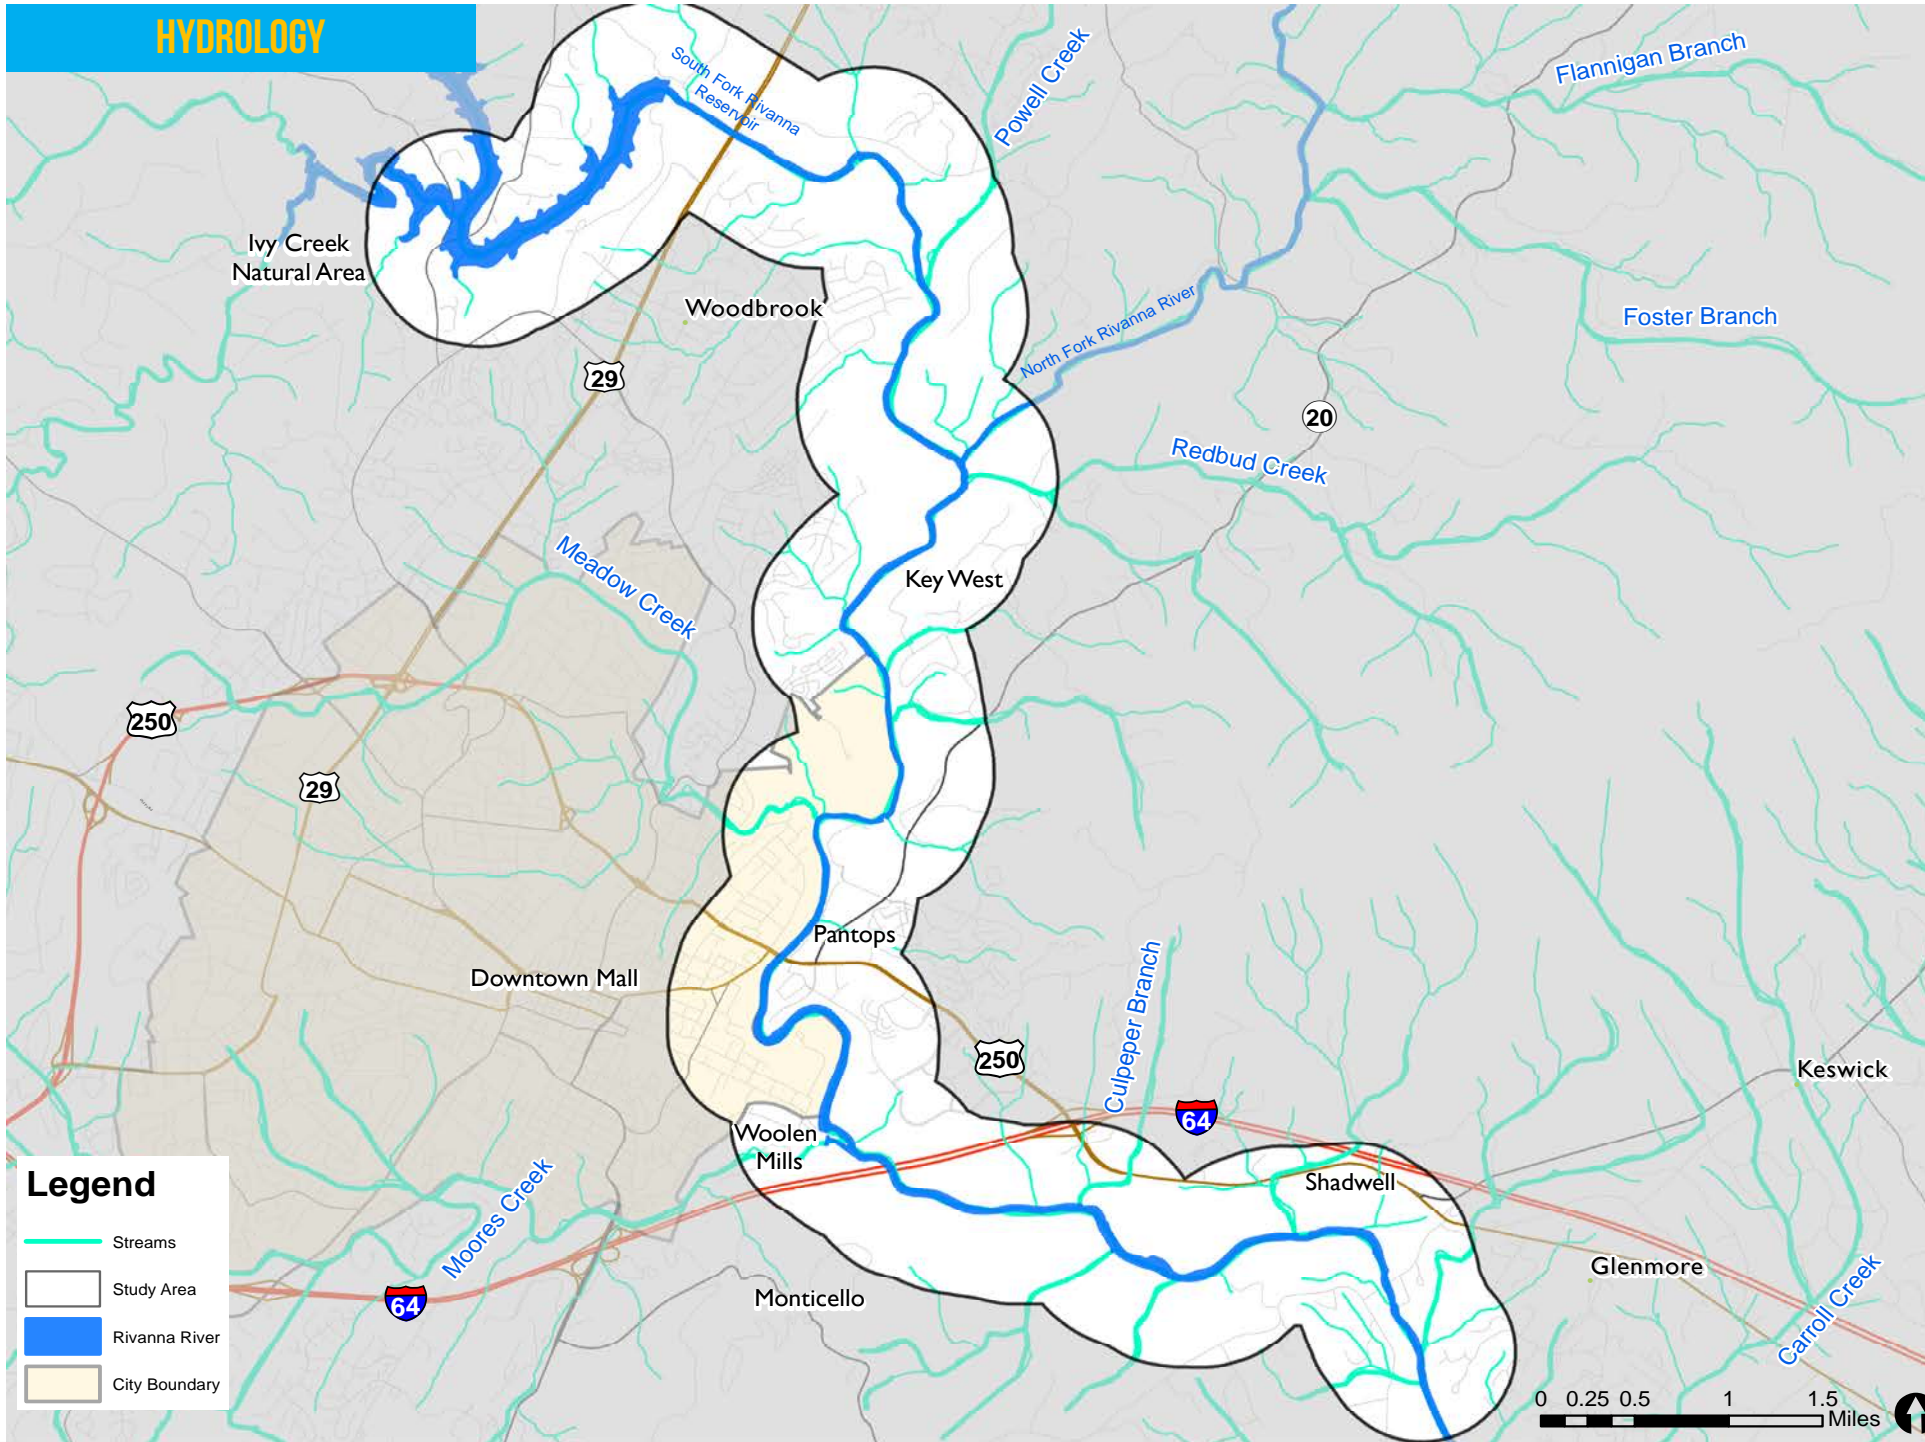 HYDROLOGY
South Fork Rivanna
Reservoir
Powell Creek
Flannigan Branch
Ivy Creek
Natural Area
Woodbrook
North Fork Rivanna River
Foster Branch
29
20
Redbud Creek
Meadow Creek
Key West
250
29
Pantops
Downtown Mall
Culpeper Branch
250
Keswick
64
Woolen
Mills
Shadwell
Moores Creek
Glenmore
Monticello
Carroll Creek
64
Legend
Streams
Study Area
Rivanna River
City Boundary
0 0.25 0.5 1 1.5
Miles